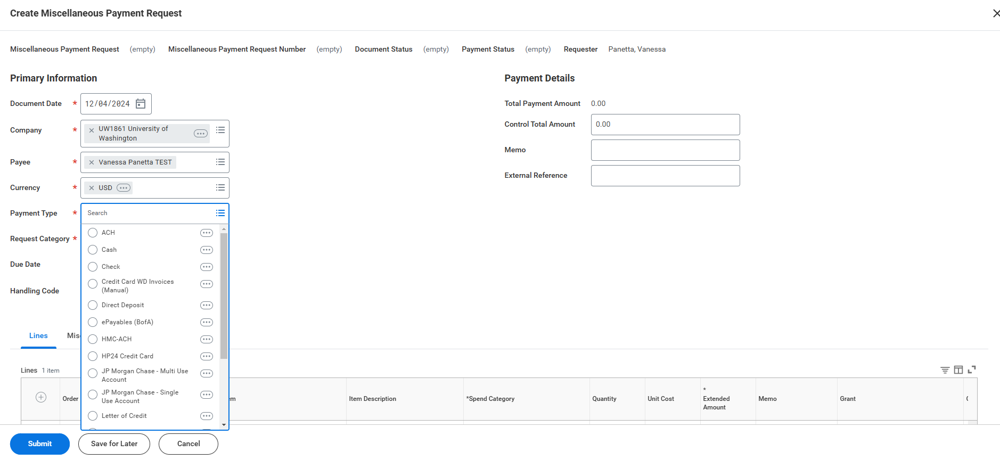 Create Miscellaneous Payment Request
Miscellaneous Payment Request (empty) Miscellaneous Payment Request Number (empty) Document Status (empty) Payment Status (empty) Requester Panetta, Vanessa
Primary Information
Document Date * 12/04/2024
Company * UW1861 University of
Washington
Payee * Vanessa Panetta TEST
Currency * USD
Payment Type * Search
ACH
Cash
Check
Credit Card WD Invoices
(Manual)
Direct Deposit
ePayables (BofA)
HMC-ACH
HP24 Credit Card
JP Morgan Chase - Multi Use
Account
JP Morgan Chase - Single
Use Account
Letter of Credit
Request Category *
Due Date
Handling Code
Payment Details
Total Payment Amount 0.00
Control Total Amount 0.00
Memo
External Reference
Lines
Lines 1 item
Order
Item Description
*Spend Category
Quantity
Unit Cost
*
Extended
Amount
Memo
Grant
Submit Save for Later Cancel